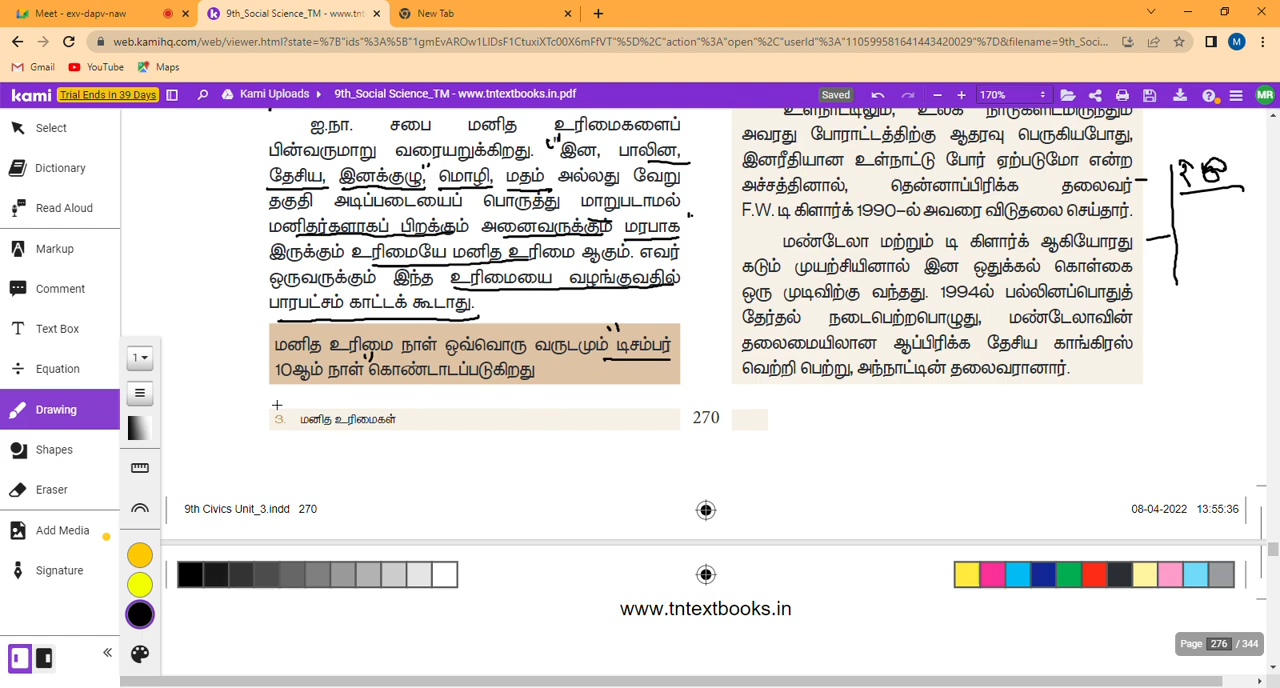 Meet - exv-dapv-naw
9th_Social Science_TM - www.tnt
New Tab
web.kamihq.com/web/viewer.html?state=%7B"ids"%3A%5B"1gmEvAROw1LIDsF1CtuxiXTc00X6mFfVT"%5D%2C"action"%3A"open"%2C"userId"%3A"110599581641443420029"%7D&filename=9th_Soci...
Gmail
YouTube
Maps
kami
Trial Ends In 39 Days
Kami Uploads
9th_Social Science_TM - www.tntextbooks.in.pdf
Saved
170%
MR
Select
Dictionary
Read Aloud
Markup
Comment
Text Box
Equation
Drawing
Shapes
Eraser
Add Media
Signature
1
ஐ.நா. சபை மனித உரிமைகளைப்
பின்வருமாறு வரையறுக்கிறது. "இன, பாலின,
தேசிய, இனக்குழு, மொழி, மதம் அல்லது வேறு
தகுதி அடிப்படையைப் பொருத்து மாறுபடாமல்
மனிதர்களாகப் பிறக்கும் அனைவருக்கும் மரபாக
இருக்கும் உரிமையே மனித உரிமை ஆகும். எவர்
ஒருவருக்கும் இந்த உரிமையை வழங்குவதில்
பாரபட்சம் காட்டக் கூடாது.
மனித உரிமை நாள் ஒவ்வொரு வருடமும் டிசம்பர்
10ஆம் நாள் கொண்டாடப்படுகிறது
3. மனித உரிமைகள்
270
உள்நாட்டிலும், உலக நாடுகளிடமிருந்தும்
அவரது போராட்டத்திற்கு ஆதரவு பெருகியபோது,
இனரீதியான உள்நாட்டு போர் ஏற்படுமோ என்ற
அச்சத்தினால், தென்னாப்பிரிக்க தலைவர்
F.W. டி கிளார்க் 1990-ல் அவரை விடுதலை செய்தார்.
மண்டேலா மற்றும் டி கிளார்க் ஆகியோரது
கடும் முயற்சியினால் இன ஒதுக்கல் கொள்கை
ஒரு முடிவிற்கு வந்தது. 1994ல் பல்லினப்பொதுத்
தேர்தல் நடைபெற்றபொழுது, மண்டேலாவின்
தலைமையிலான ஆப்பிரிக்க தேசிய காங்கிரஸ்
வெற்றி பெற்று, அந்நாட்டின் தலைவரானார்.
9th Civics Unit_3.indd 270
08-04-2022 13:55:36
www.tntextbooks.in
Page 276 / 344